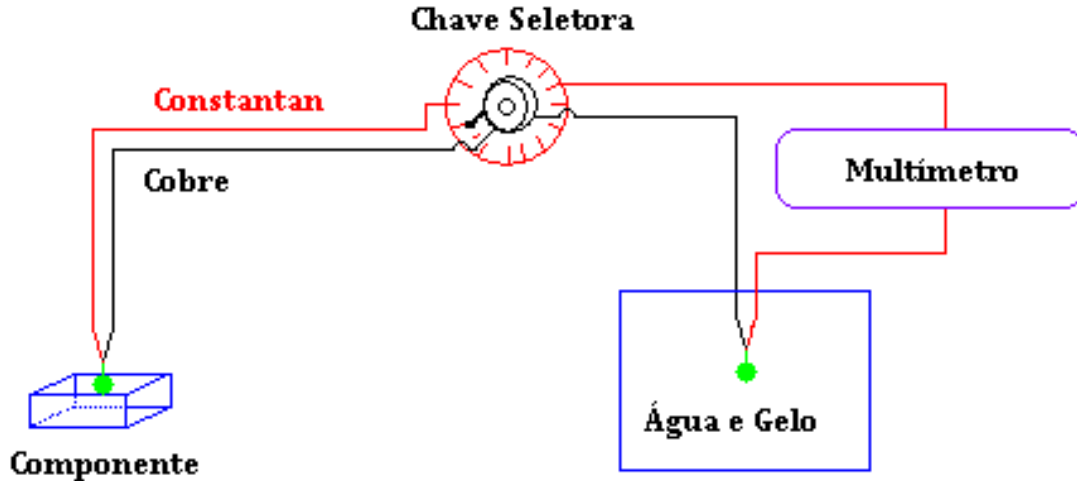 Chave Seletora
Constantan
Cobre
Multímetro
Água e Gelo
Componente